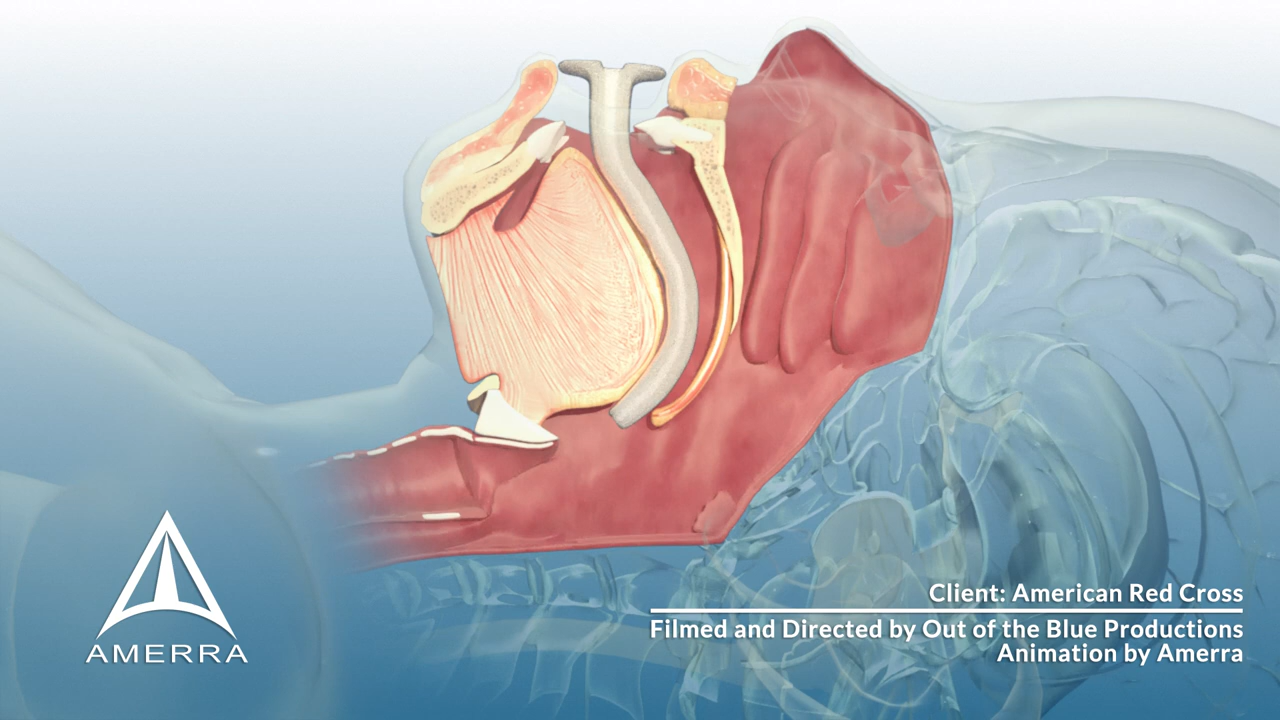 AMERRA
Client: American Red Cross
Filmed and Directed by Out of the Blue Productions
Animation by Amerra